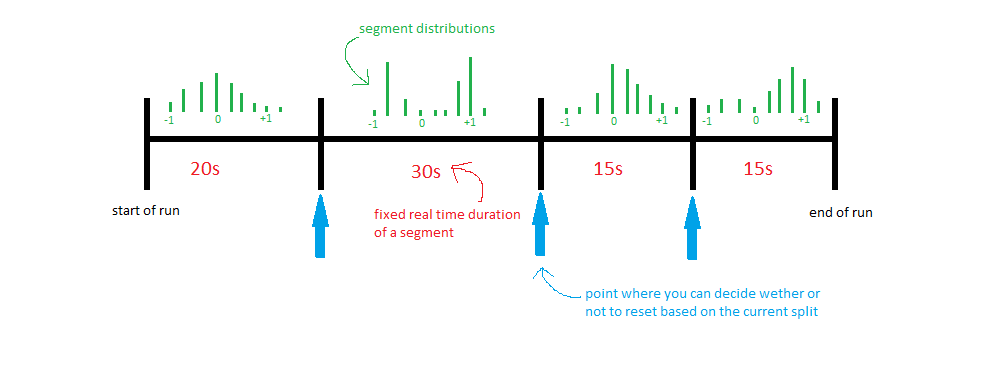 segment distributions
-1 0 +1
-1 0 +1
-1 0 +1
-1 0 +1
20s
30s
15s
15s
start of run
fixed real time duration
of a segment
end of run
point where you can decide wether or
not to reset based on the current split